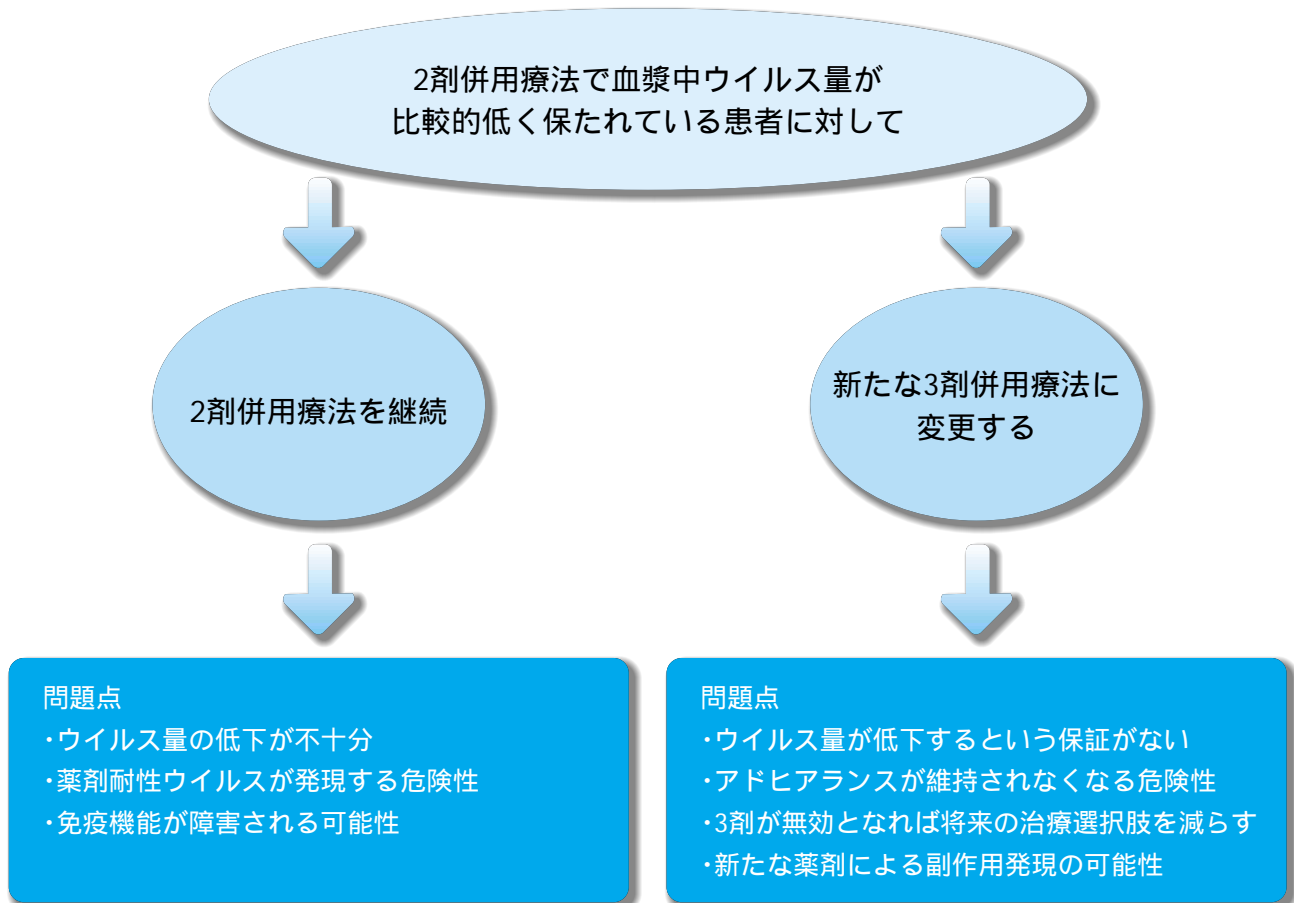 2剤併用療法で血漿中ウイルス量が
比較的低く保たれている患者に対して
2剤併用療法を継続
新たな3剤併用療法に
変更する
問題点
・ウイルス量の低下が不十分
・薬剤耐性ウイルスが発現する危険性
・免疫機能が障害される可能性
問題点
・ウイルス量が低下するという保証がない
・アドヒアランスが維持されなくなる危険性
・3剤が無効となれば将来の治療選択肢を減らす
・新たな薬剤による副作用発現の可能性